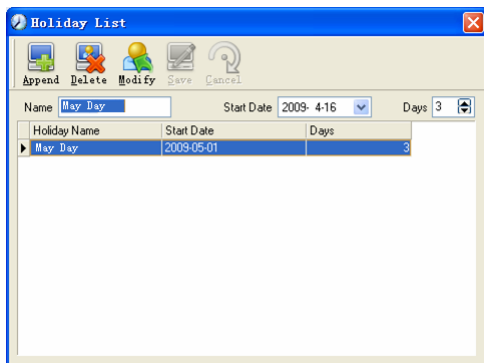 Holiday List
Append Delete Modify Save Cancel
Name May Day Start Date 2009- 4-16 Days 3
Holiday Name Start Date Days
May Day 2009-05-01 3